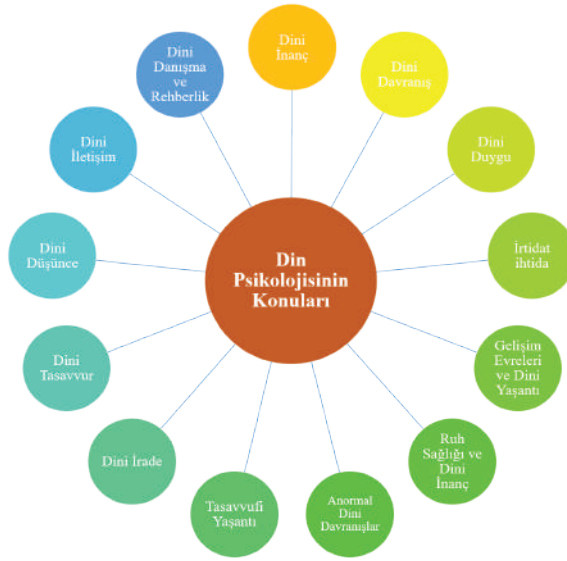 Din
Psikolojisinin
Konuları
Dini
İnanç
Dini
Davranış
Dini
Duygu
İrtidat
ihtida
Gelişim
Evreleri
ve Dini
Yaşantı
Ruh
Sağlığı ve
Dini
İnanç
Anormal
Dini
Davranışlar
Tasavvufi
Yaşantı
Dini İrade
Dini
Tasavvur
Dini
Düşünce
Dini
İletişim
Dini
Danışma
ve
Rehberlik